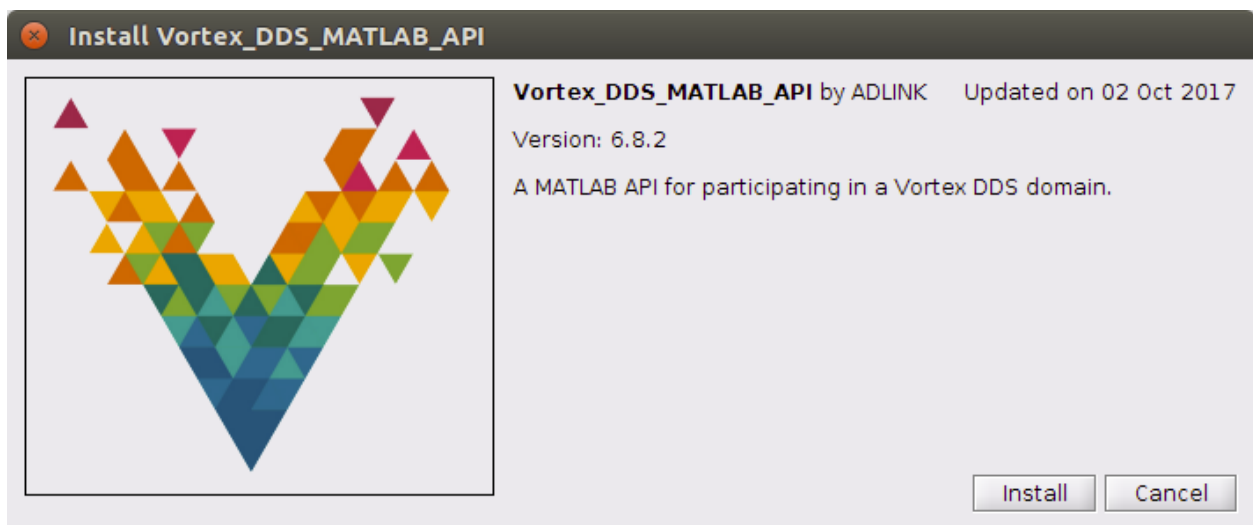 Install Vortex_DDS_MATLAB_API
Vortex_DDS_MATLAB_API by ADLINK Updated on 02 Oct 2017
Version: 6.8.2
A MATLAB API for participating in a Vortex DDS domain.
Install Cancel